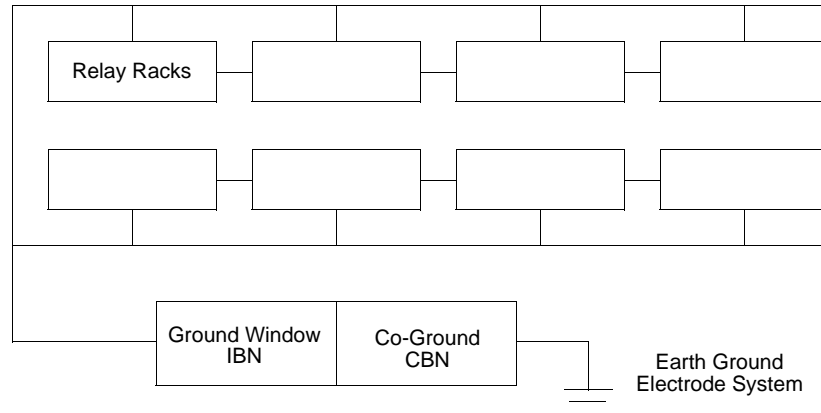 Relay Racks
Ground Window
IBN
Co-Ground
CBN
Earth Ground
Electrode System